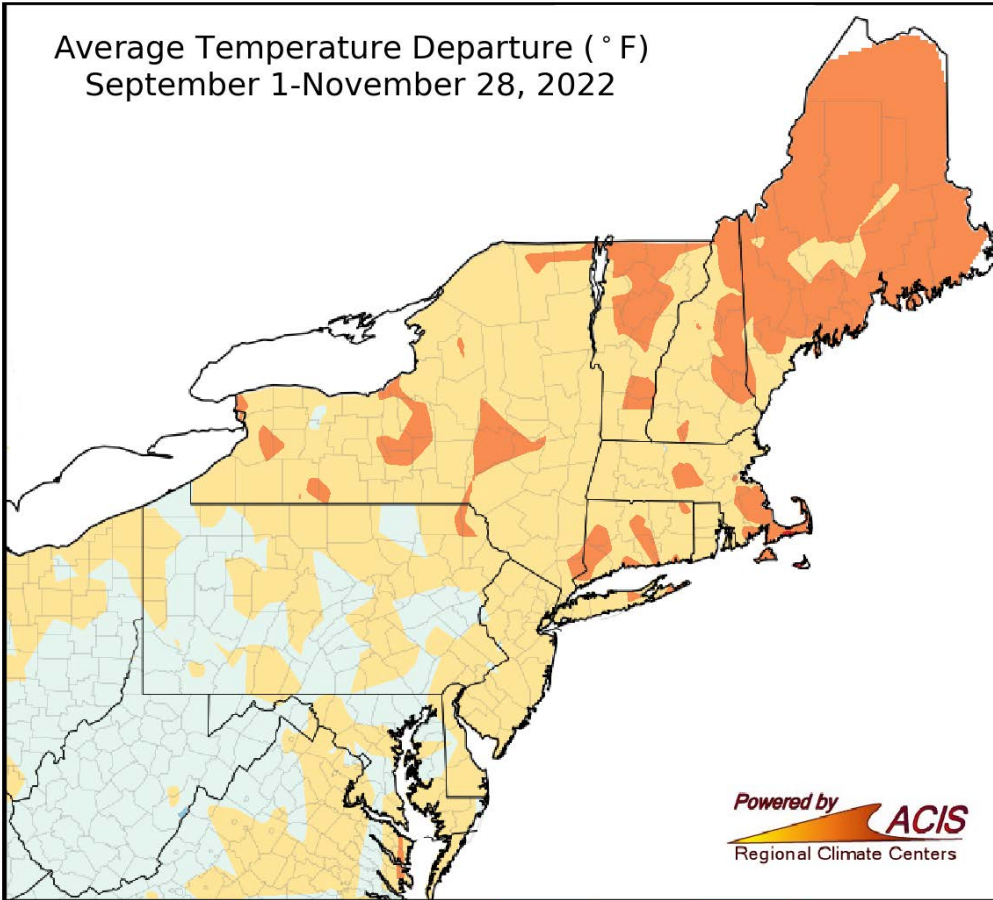 Average Temperature Departure (°F)
September 1-November 28, 2022
Powered by
ACIS
Regional Climate Centers